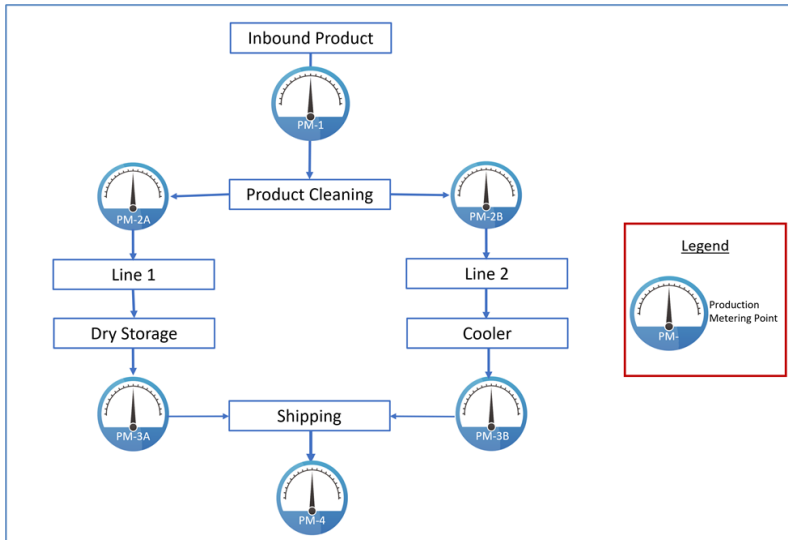 Inbound Product
PM-1
Product Cleaning
PM-2A
PM-2B
Line 1
Line 2
Dry Storage
Cooler
PM-3A
Shipping
PM-3B
PM-4
Legend
Production
Metering Point
PM-